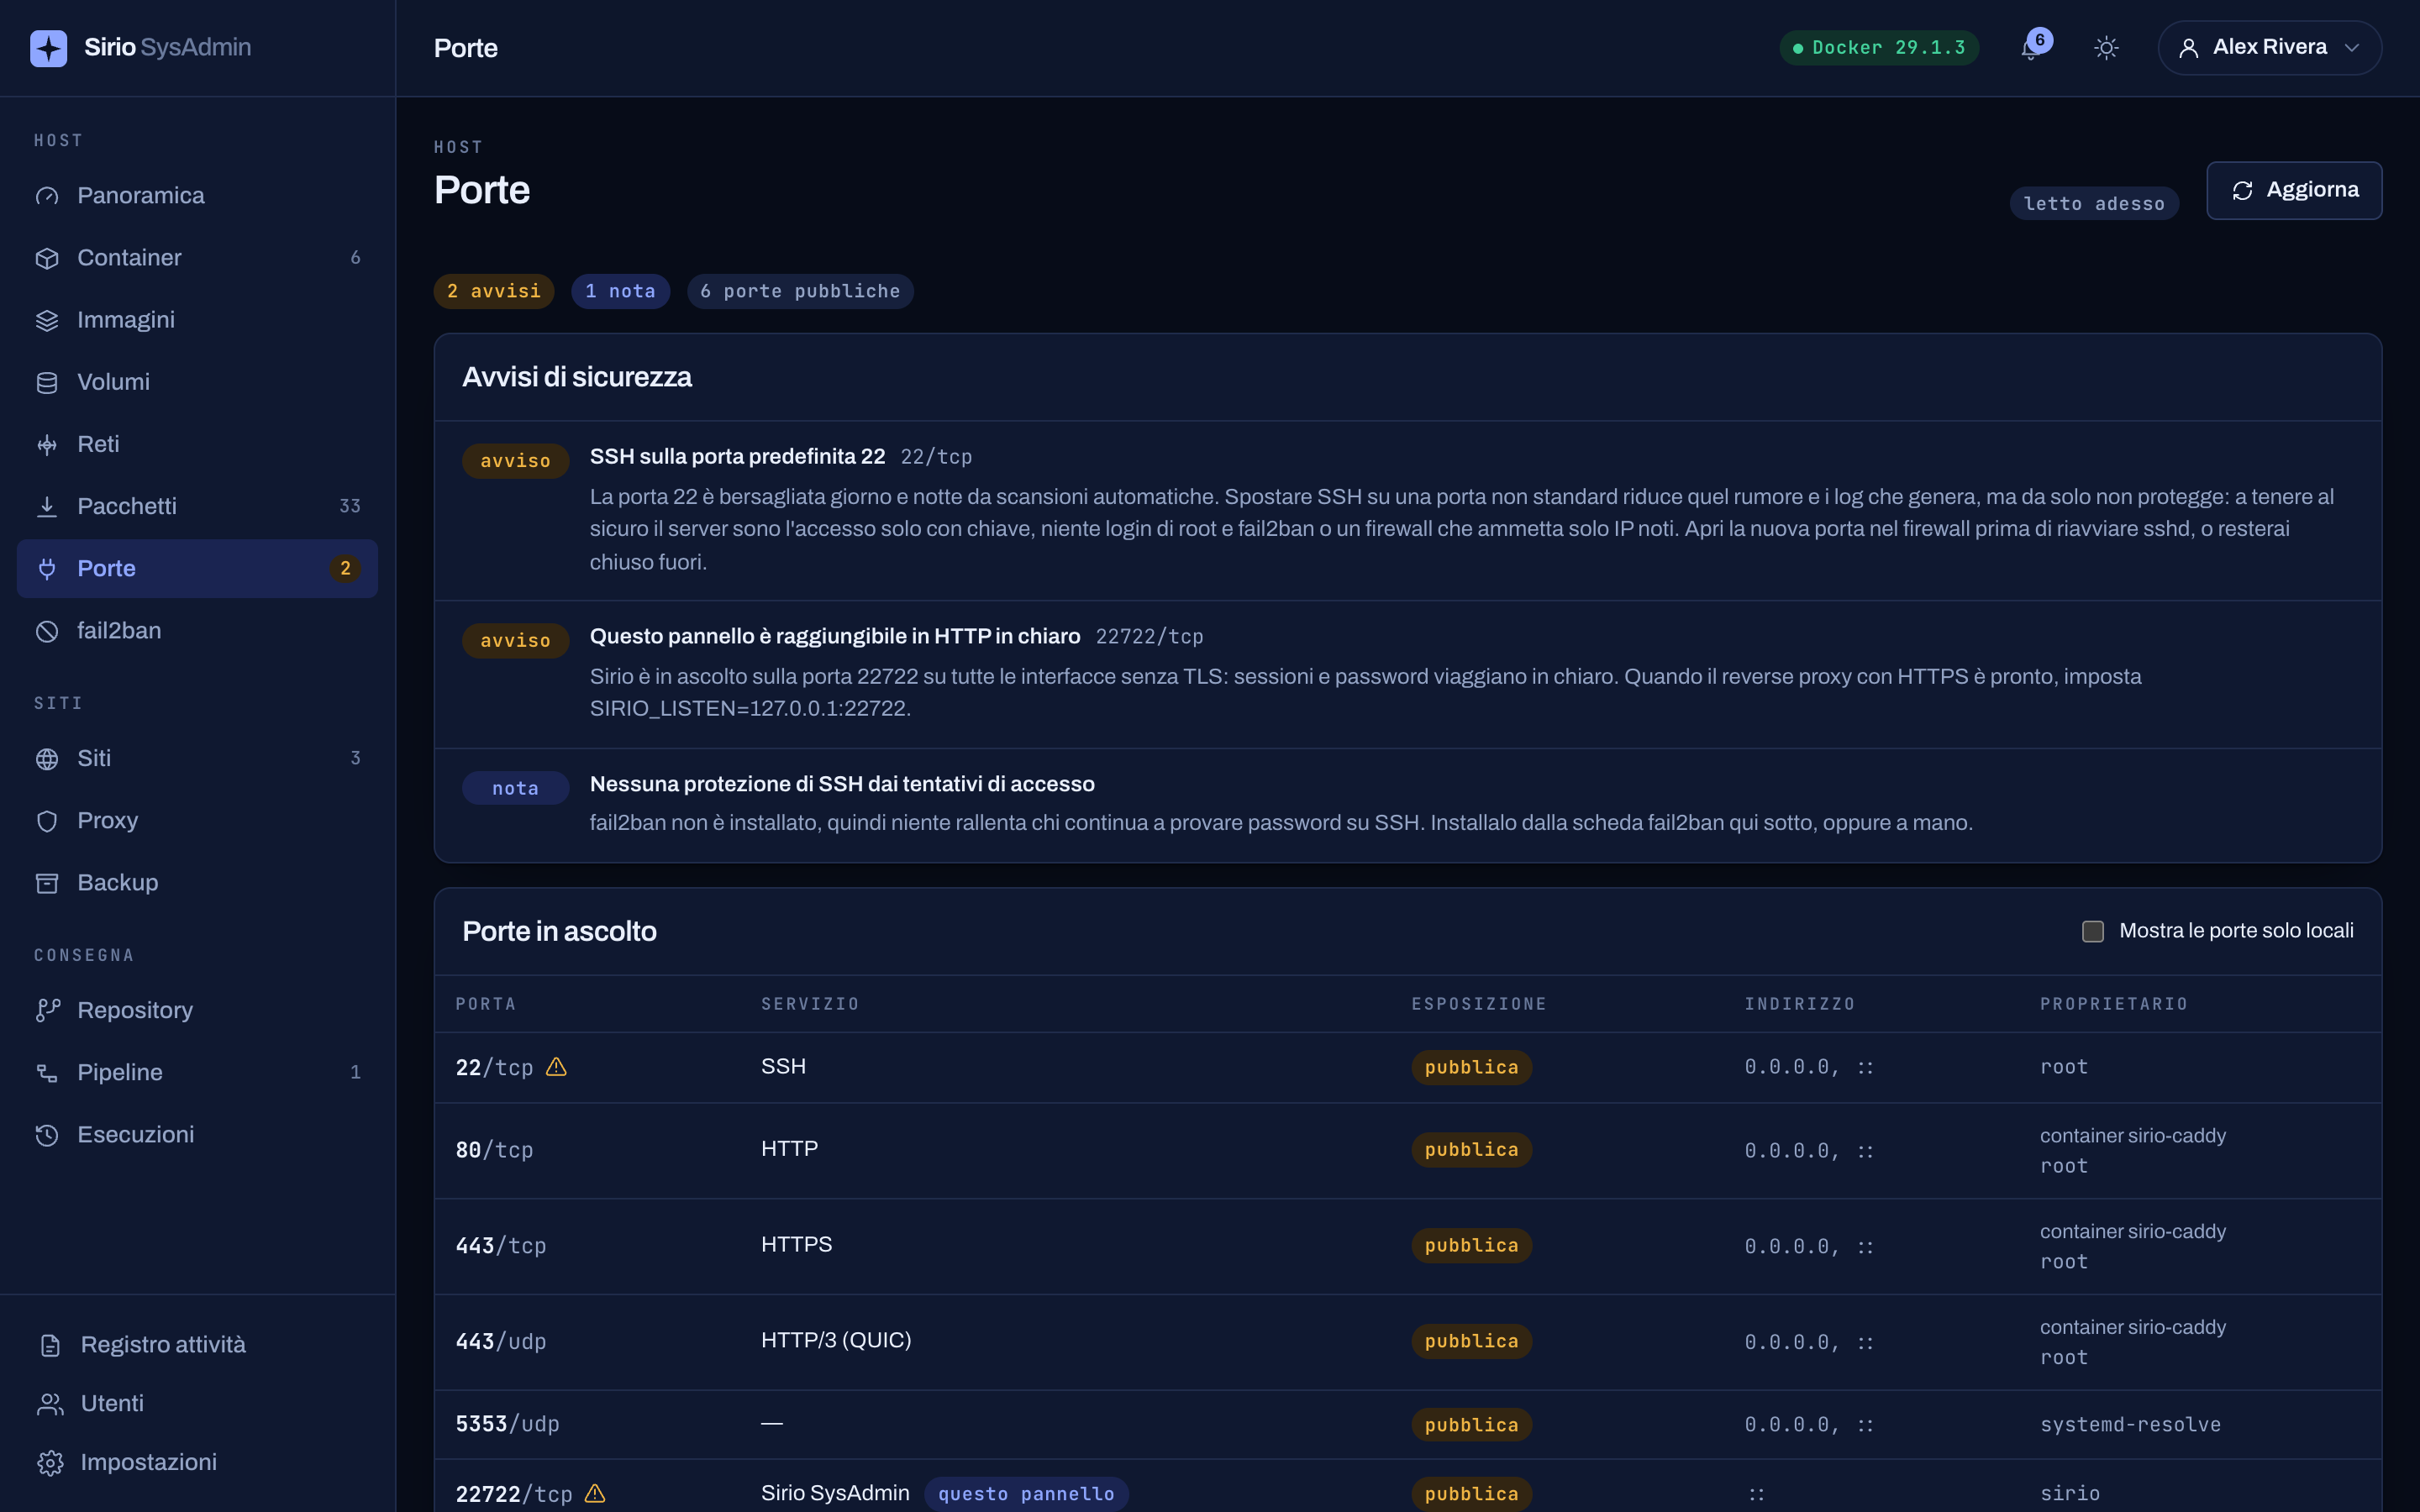 Sirio SysAdmin
Porte
Docker 29.1.3
6
Alex Rivera
HOST
Panoramica
Container 6
Immagini
Volumi
Reti
Pacchetti 33
Porte 2
fail2ban
SITI
Siti 3
Proxy
Backup
CONSEGNA
Repository
Pipeline 1
Esecuzioni
Registro attività
Utenti
Impostazioni
HOST
Porte
letto adesso
Aggiorna
2 avvisi 1 nota 6 porte pubbliche
Avvisi di sicurezza
avviso SSH sulla porta predefinita 22 22/tcp
La porta 22 è bersagliata giorno e notte da scansioni automatiche. Spostare SSH su una porta non standard riduce quel rumore e i log che genera, ma da solo non protegge: a tenere al
sicuro il server sono l'accesso solo con chiave, niente login di root e fail2ban o un firewall che ammetta solo IP noti. Apri la nuova porta nel firewall prima di riavviare sshd, o resterai
chiuso fuori.
avviso Questo pannello è raggiungibile in HTTP in chiaro 22722/tcp
Sirio è in ascolto sulla porta 22722 su tutte le interfacce senza TLS: sessioni e password viaggiano in chiaro. Quando il reverse proxy con HTTPS è pronto, imposta
SIRIO_LISTEN=127.0.0.1:22722.
nota Nessuna protezione di SSH dai tentativi di accesso
fail2ban non è installato, quindi niente rallenta chi continua a provare password su SSH. Installalo dalla scheda fail2ban qui sotto, oppure a mano.
Porte in ascolto
Mostra le porte solo locali
PORTA SERVIZIO ESPOSIZIONE INDIRIZZO PROPRIETARIO
22/tcp SSH pubblica 0.0.0.0, :: root
80/tcp HTTP pubblica 0.0.0.0, :: container sirio-caddy
root
443/tcp HTTPS pubblica 0.0.0.0, :: container sirio-caddy
root
443/udp HTTP/3 (QUIC) pubblica 0.0.0.0, :: container sirio-caddy
root
5353/udp — pubblica 0.0.0.0, :: systemd-resolve
22722/tcp Sirio SysAdmin questo pannello pubblica :: sirio